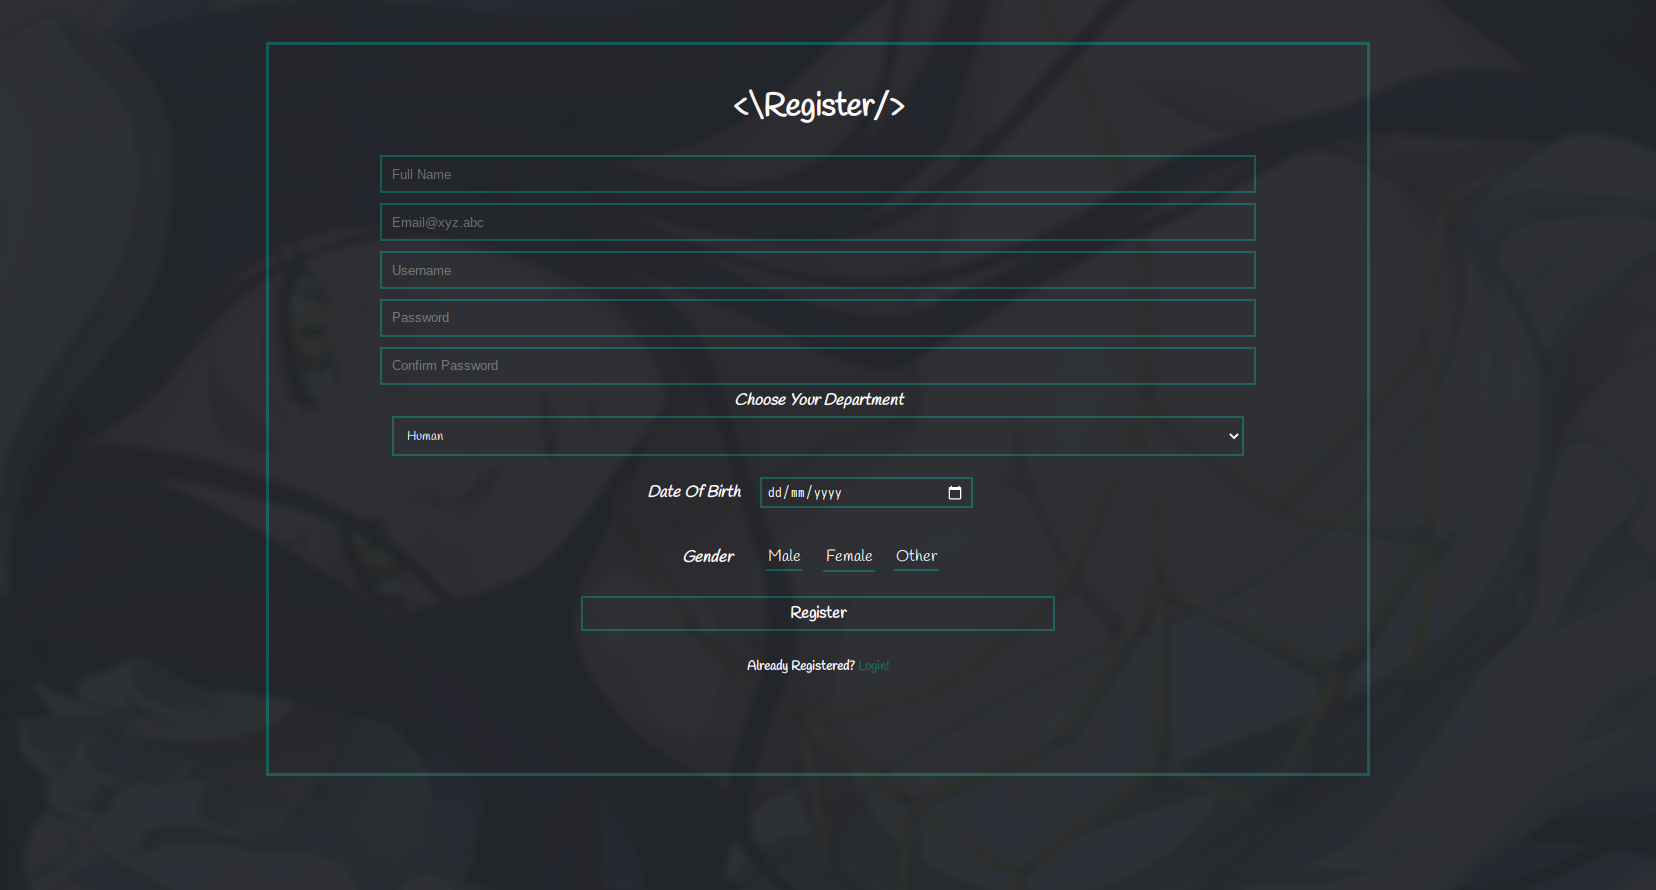 <\Register/>
Full Name
Email@xyz.abc
Username
Password
Confirm Password
Choose Your Department
Human
Date Of Birth dd/mm/yyyy
Gender Male Female Other
Register
Already Registered? Login!